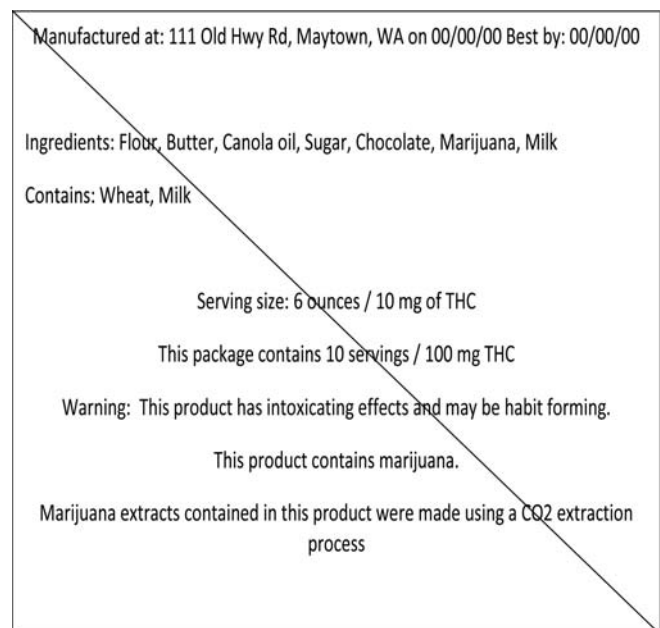 Manufactured at: 111 Old Hwy Rd, Maytown, WA on 00/00/00 Best by: 00/00/00
Ingredients: Flour, Butter, Canola oil, Sugar, Chocolate, Marijuana, Milk
Contains: Wheat, Milk
Serving size: 6 ounces / 10 mg of THC
This package contains 10 servings / 100 mg THC
Warning:  This product has intoxicating effects and may be habit forming.
This product contains marijuana.
Marijuana extracts contained in this product were made using a CO2 extraction
process